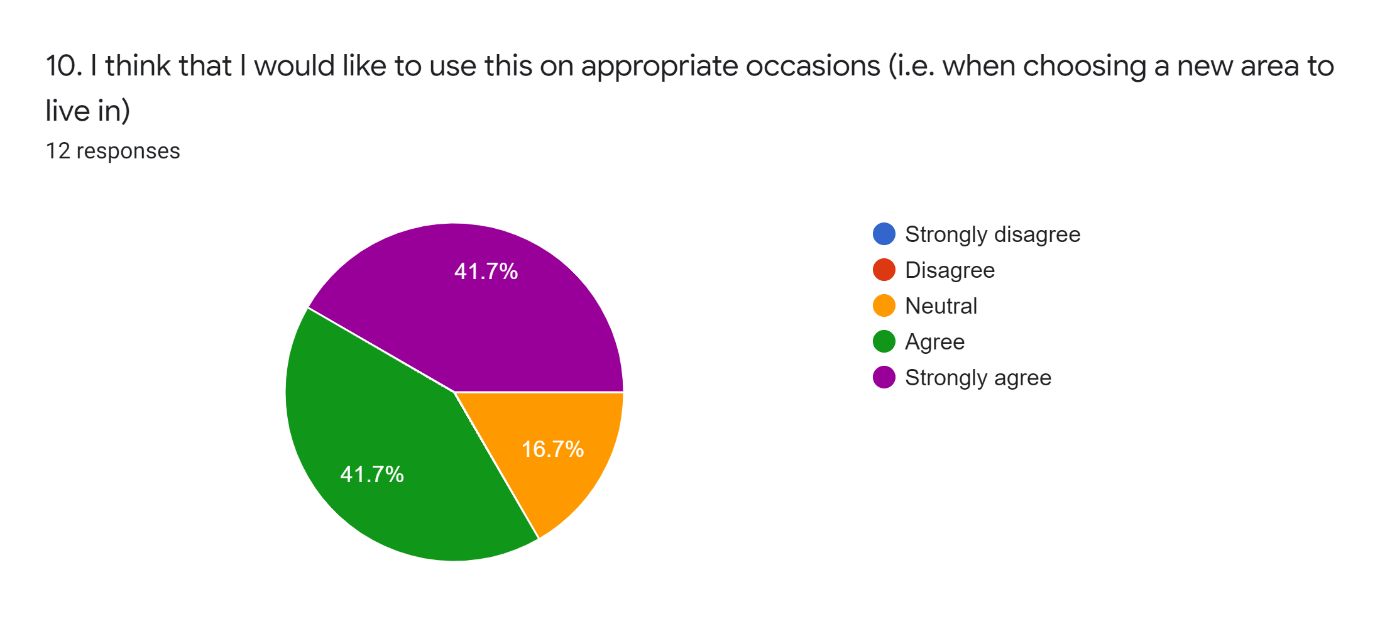 10. I think that I would like to use this on appropriate occasions (i.e. when choosing a new area to
live in)
12 responses
41.7%
41.7%
16.7%
Strongly disagree
Disagree
Neutral
Agree
Strongly agree